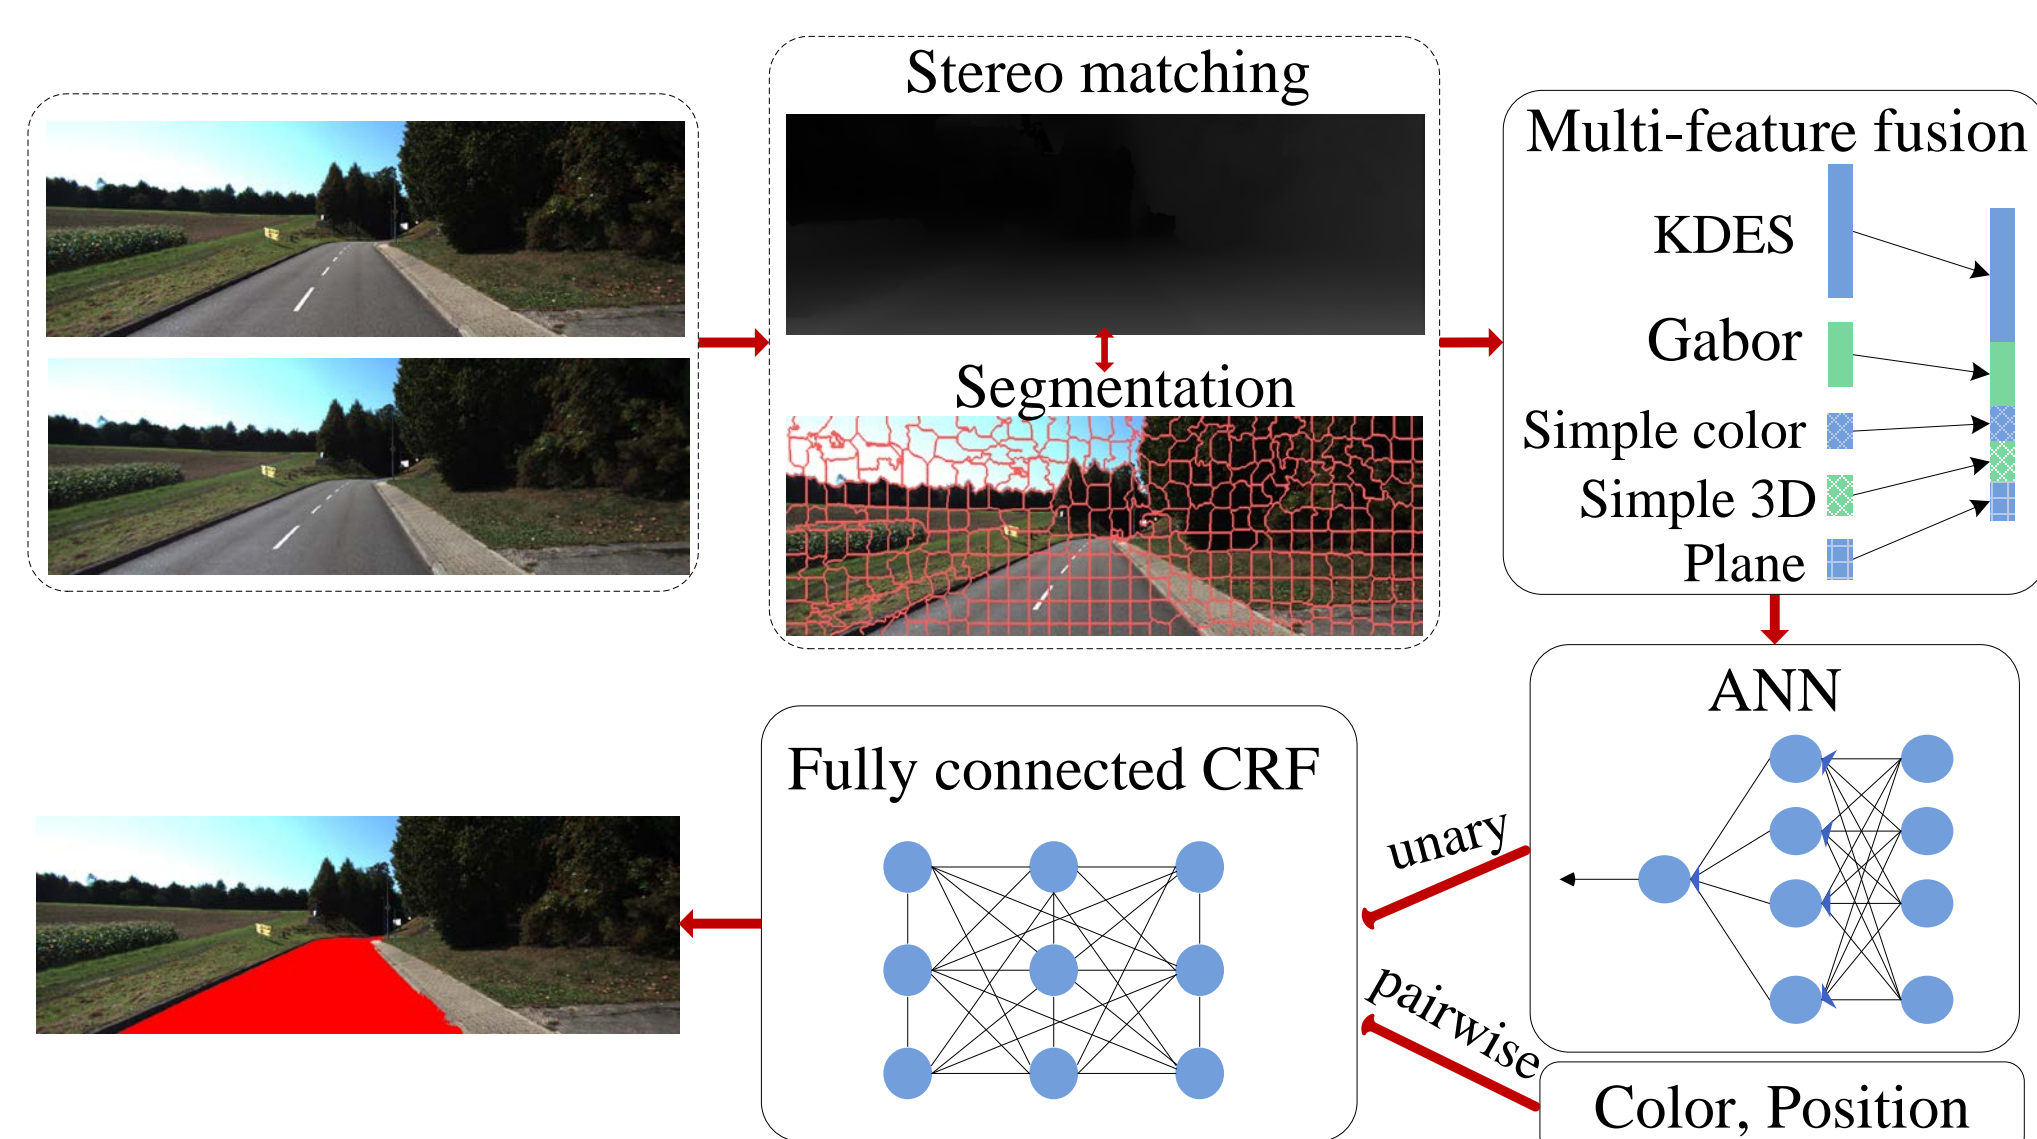 Stereo matching
Segmentation
Multi-feature fusion
KDES
Gabor
Simple color
Simple 3D
Plane
ANN
Fully connected CRF
unary
pairwise
Color, Position